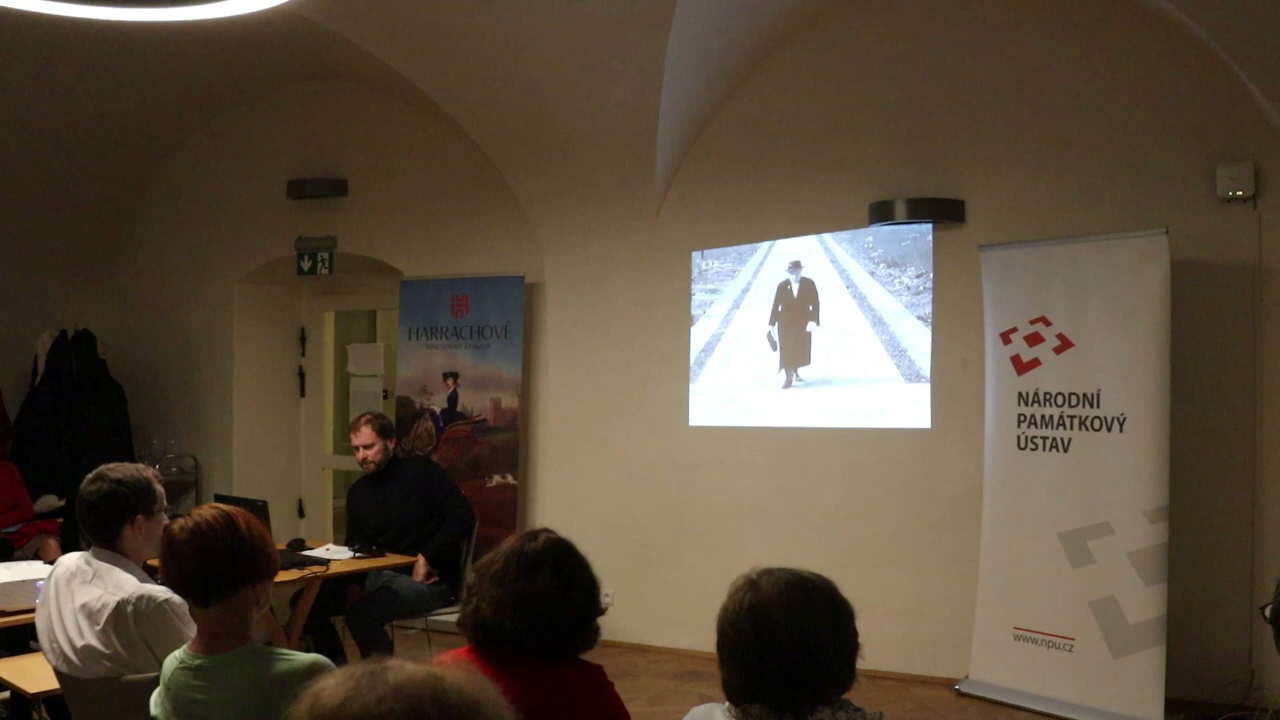 HARRACHOVÉ
NÁRODNÍ
PAMÁTKOVÝ
ÚSTAV
www.npu.cz